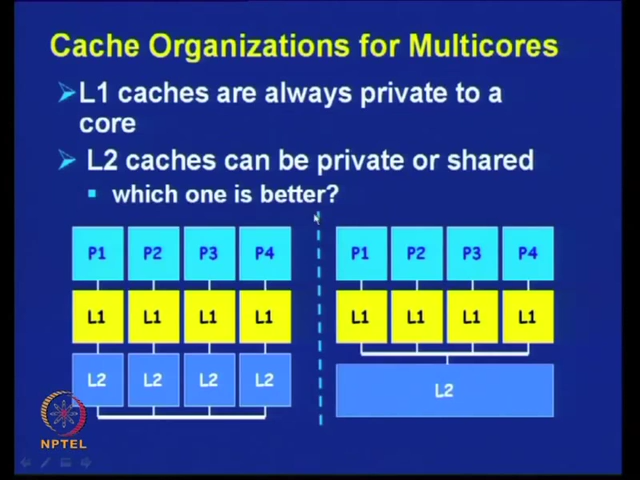 Cache Organizations for Multicores
L1 caches are always private to a
core
L2 caches can be private or shared
which one is better?
P1 P2 P3 P4 P1 P2 P3 P4
L1 L1 L1 L1 L1 L1 L1 L1
L2 L2 L2 L2 L2
NPTEL